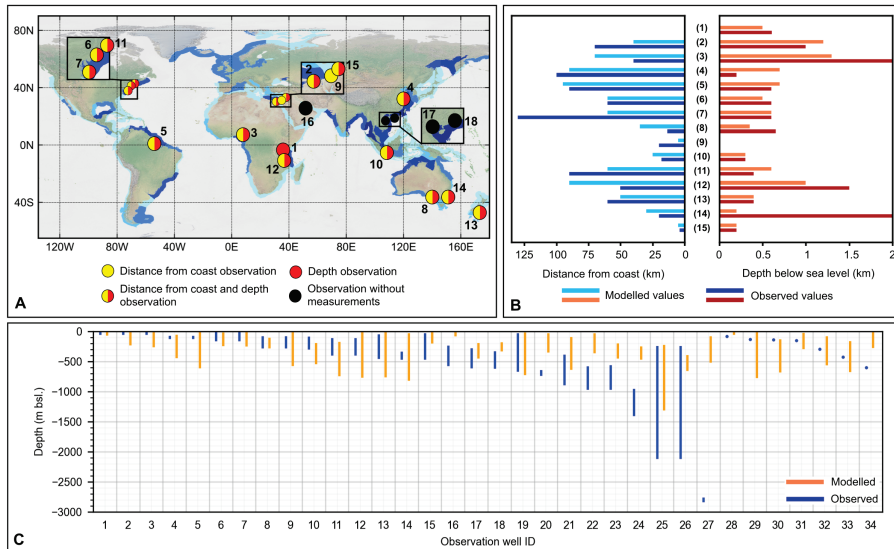 80N
40N
0N
40S
6
11
7
2
15
9
4
16
17
18
5
3
1
12
10
8
14
13
120W 80W 40W 0E 40E 80E 120E 160E
Distance from coast observation
Depth observation
Distance from coast and depth
observation
Observation without
measurements
A
(1)
(2)
(3)
(4)
(5)
(6)
(7)
(8)
(9)
(10)
(11)
(12)
(13)
(14)
(15)
125 100 75 50 25 0
0 0.5 1 1.5 2
Distance from coast (km)
Depth below sea level (km)
Modelled values
Observed values
B
0
−500
−1000
−1500
−2000
−2500
−3000
Depth (m bsl.)
Modelled
Observed
1 2 3 4 5 6 7 8 9 10 11 12 13 14 15 16 17 18 19 20 21 22 23 24 25 26 27 28 29 30 31 32 33 34
Observation well ID
C